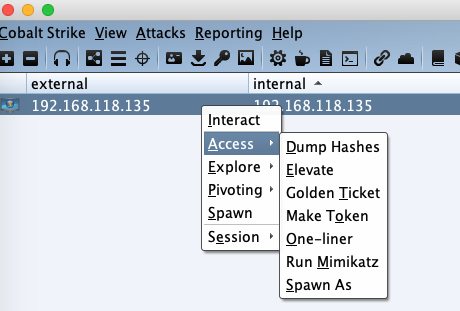 Cobalt Strike View Attacks Reporting Help
external internal
192.168.118.135 192.168.118.135
Interact
Access
Explore
Pivoting
Spawn
Session
Dump Hashes
Elevate
Golden Ticket
Make Token
One-liner
Run Mimikatz
Spawn As